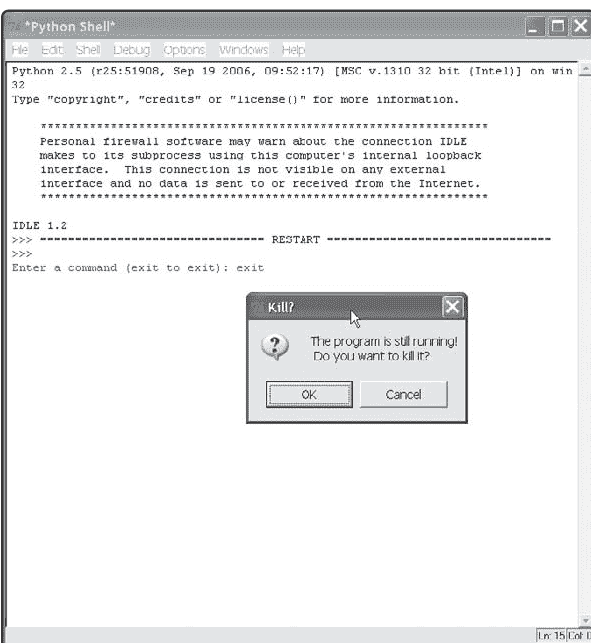 *Python Shell*
File Edit Shell Debug Options Windows Help
Python 2.5 (r25:51908, Sep 19 2006, 09:52:17) [MSC v.1310 32 bit (Intel)] on win
32
Type "copyright", "credits" or "license()" for more information.
****************************************************************
Personal firewall software may warn about the connection IDLE
makes to its subprocess using this computer's internal loopback
interface. This connection is not visible on any external
interface and no data is sent to or received from the Internet.
****************************************************************
IDLE 1.2
>>> ================================ RESTART ================================
>>>
Enter a command (exit to exit): exit
Kill?
The program is still running!
Do you want to kill it?
OK Cancel
Ln: 15 Col: 0